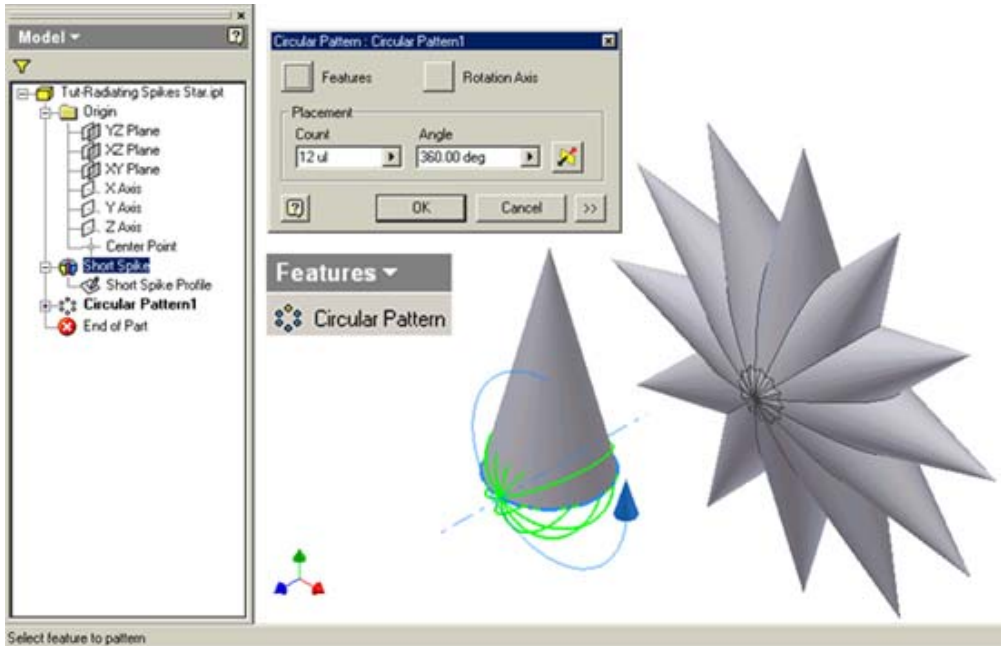 Model
Tut-Radiating Spikes Star.ipt
Origin
YZ Plane
XZ Plane
XY Plane
X Axis
Y Axis
Z Axis
Center Point
Short Spike
Short Spike Profile
Circular Pattern1
End of Part
Circular Pattern : Circular Pattern1
Features
Rotation Axis
Placement
Count
Angle
12 ul
360.00 deg
?
OK
Cancel
>>
Features
Circular Pattern
Select feature to pattern